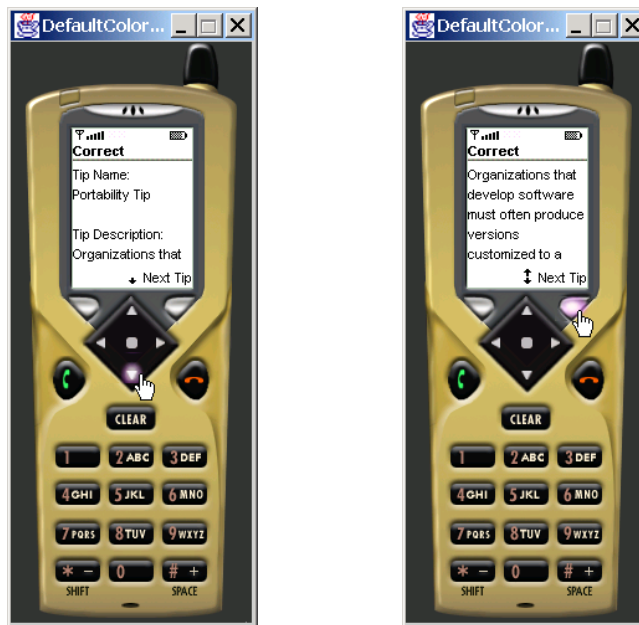 DefaultColor...
Correct
Tip Name:
Portability Tip
Tip Description:
Organizations that
Next Tip
CLEAR
1 2 ABC 3 DEF
4 GHI 5 JKL 6 MNO
7 PQRS 8 TUV 9 WXYZ
* - 0 # +
SHIFT SPACE
DefaultColor...
Correct
Organizations that
develop software
must often produce
versions
customized to a
Next Tip
CLEAR
1 2 ABC 3 DEF
4 GHI 5 JKL 6 MNO
7 PQRS 8 TUV 9 WXYZ
* - 0 # +
SHIFT SPACE